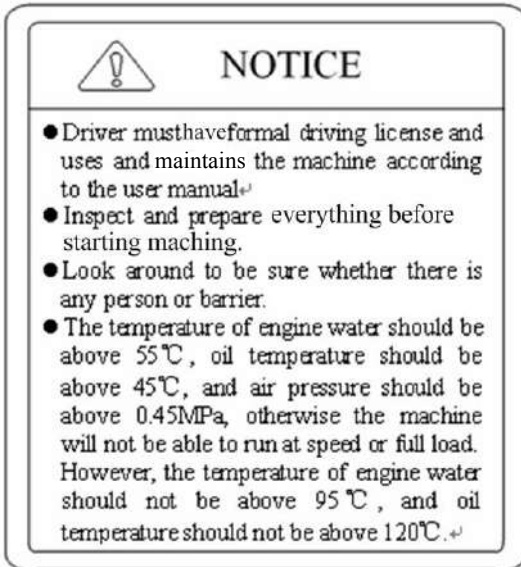 NOTICE
●Driver musthaveformal driving license and
uses and maintains the machine according
to the user manual↵
●Inspect and prepare everything before
starting maching.
●Look around to be sure whether there is
any person or barrier.
●The temperature of engine water should be
above 55℃, oil temperature should be
above 45℃, and air pressure should be
above 0.45MPa, otherwise the machine
will not be able to run at speed or full load.
However, the temperature of engine water
should not be above 95℃, and oil
temperature should not be above 120℃.↵